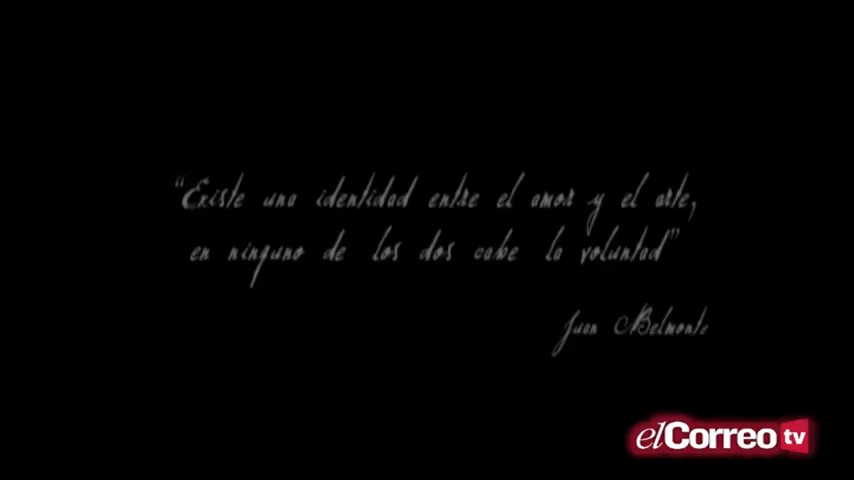 “Existe una identidad entre el amor y el arte,
en ninguno de los dos cabe la voluntad”
Juan Belmonte
elCorreo tv